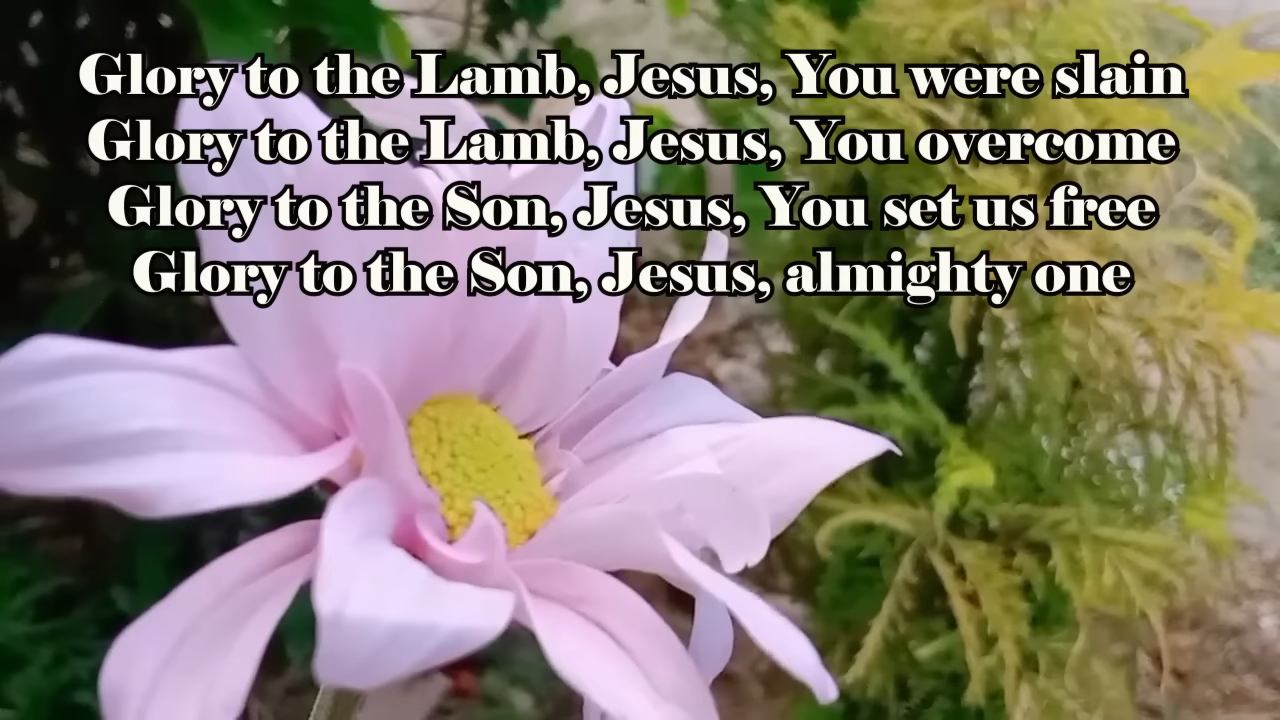 Glory to the Lamb, Jesus, You were slain
Glory to the Lamb, Jesus, You overcome
Glory to the Son, Jesus, You set us free
Glory to the Son, Jesus, almighty one